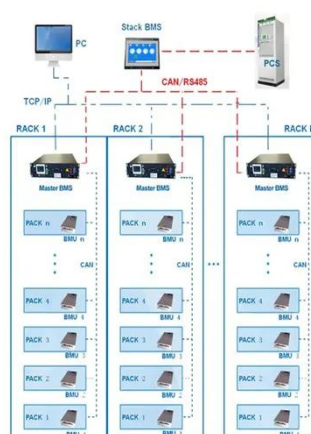 Stack BMS
PC
PCS
CAN/RS485
TCP/IP
RACK 1
RACK 2
RACK
Master BMS
Master BMS
Master BMS
PACK n
PACK n
PACK n
BMU n
BMU n
BMU n
CAN
CAN
CAN
PACK 4
PACK 4
PACK 4
BMU 4
BMU 4
BMU 4
PACK 3
PACK 3
PACK 3
BMU 3
BMU 3
BMU 3
PACK 2
PACK 2
PACK 2
BMU
BMU
BMU
PACK 1
PACK 1
PACK 1